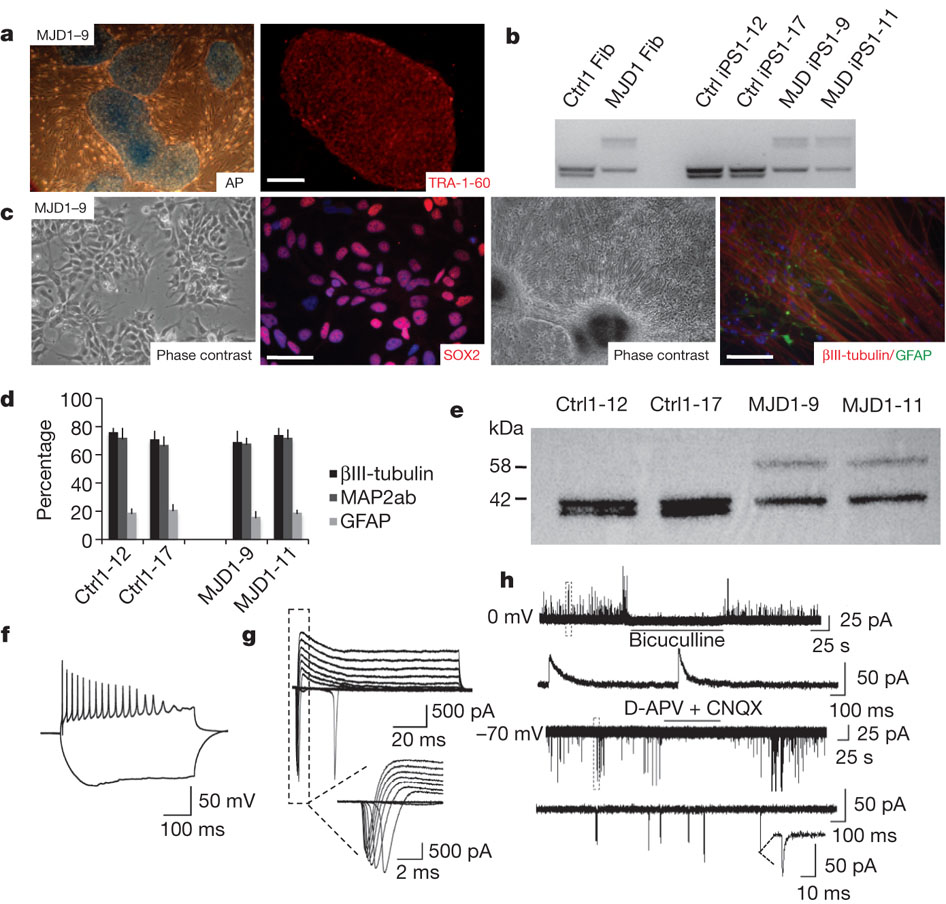 a
MJD1–9
AP
TRA-1-60
b
Ctrl1 Fib
MJD1 Fib
Ctrl iPS1-12
Ctrl iPS1-17
MJD iPS1-9
MJD iPS1-11
c
MJD1–9
Phase contrast
SOX2
Phase contrast
βIII-tubulin/GFAP
d
Percentage
100
80
60
40
20
0
Ctrl1-12
Ctrl1-17
MJD1-9
MJD1-11
βIII-tubulin
MAP2ab
GFAP
e
Ctrl1-12 Ctrl1-17 MJD1-9 MJD1-11
kDa
58
42
f
50 mV
100 ms
g
500 pA
20 ms
500 pA
2 ms
h
0 mV
25 pA
25 s
Bicuculline
50 pA
100 ms
D-APV + CNQX
−70 mV
25 pA
25 s
50 pA
100 ms
50 pA
10 ms